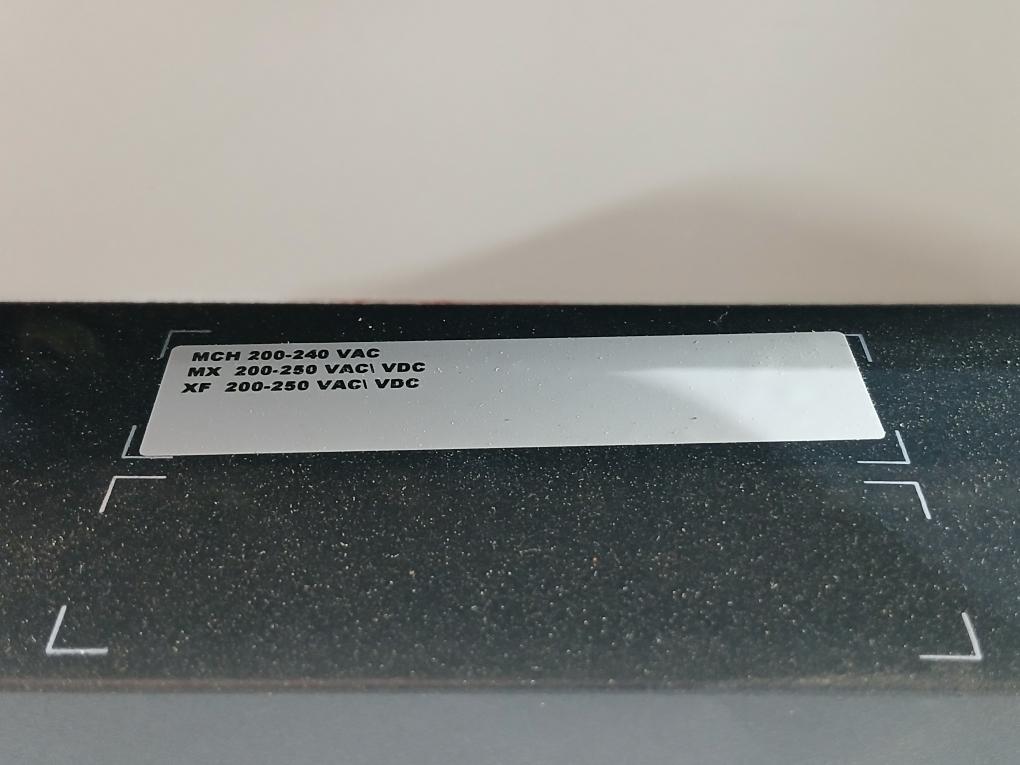 MCH 200-240 VAC
MX 200-250 VAC\ VDC
XF 200-250 VAC\ VDC